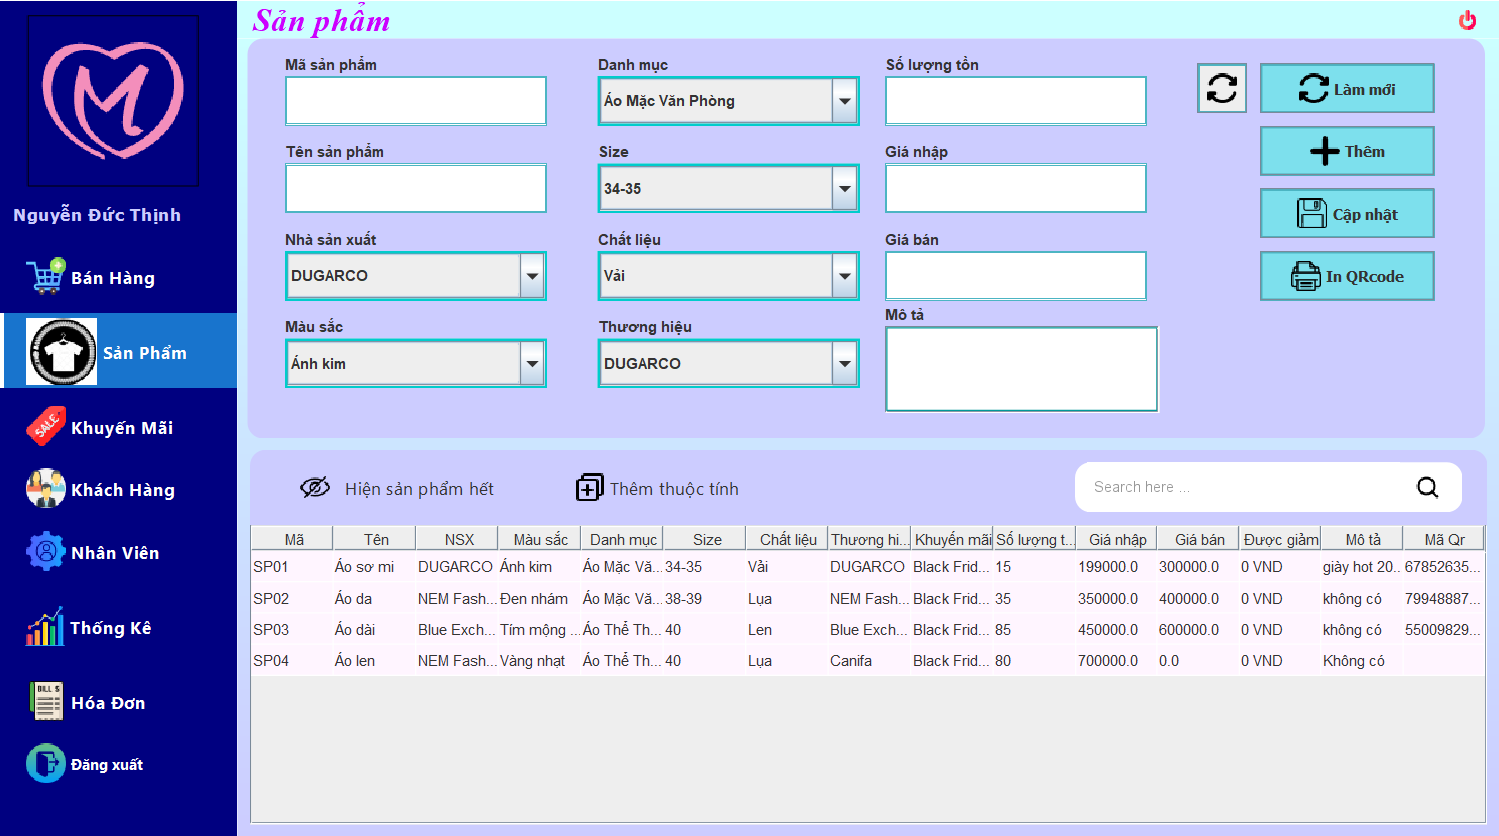 Sản phẩm
Nguyễn Đức Thịnh
Bán Hàng
Sản Phẩm
SALE
Khuyến Mãi
Khách Hàng
Nhân Viên
Thống Kê
BILL $
Hóa Đơn
Đăng xuất
Mã sản phẩm
Danh mục
Áo Mặc Văn Phòng
Số lượng tồn
Làm mới
Tên sản phẩm
Size
34-35
Giá nhập
Thêm
Nhà sản xuất
DUGARCO
Chất liệu
Vải
Giá bán
Cập nhật
Màu sắc
Ánh kim
Thương hiệu
DUGARCO
Mô tả
In QRcode
Hiện sản phẩm hết
Thêm thuộc tính
Search here ...
Mã Tên NSX Màu sắc Danh mục Size Chất liệu Thương hi... Khuyến mãi Số lượng t... Giá nhập Giá bán Được giảm Mô tả Mã Qr
SP01 Áo sơ mi DUGARCO Ánh kim Áo Mặc Vă... 34-35 Vải DUGARCO Black Frid... 15 199000.0 300000.0 0 VND giày hot 20... 67852635...
SP02 Áo da NEM Fash... Đen nhám Áo Mặc Vă... 38-39 Lụa NEM Fash... Black Frid... 35 350000.0 400000.0 0 VND không có 79948887...
SP03 Áo dài Blue Exch... Tím mộng ... Áo Thể Th... 40 Len Blue Exch... Black Frid... 85 450000.0 600000.0 0 VND không có 55009829...
SP04 Áo len NEM Fash... Vàng nhạt Áo Thể Th... 40 Lụa Canifa Black Frid... 80 700000.0 0.0 0 VND Không có